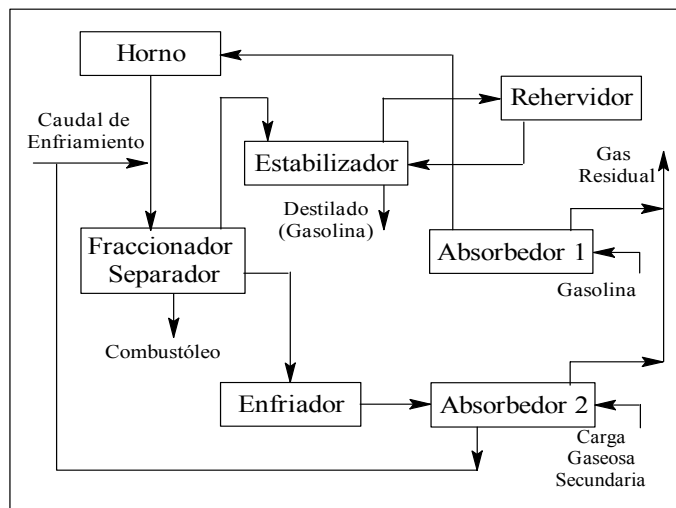 Horno
Rehervidor
Caudal de
Enfriamiento
Estabilizador
Gas
Residual
Destilado
(Gasolina)
Fraccionador
Separador
Absorbedor 1
Gasolina
Combustóleo
Enfriador
Absorbedor 2
Carga
Gaseosa
Secundaria